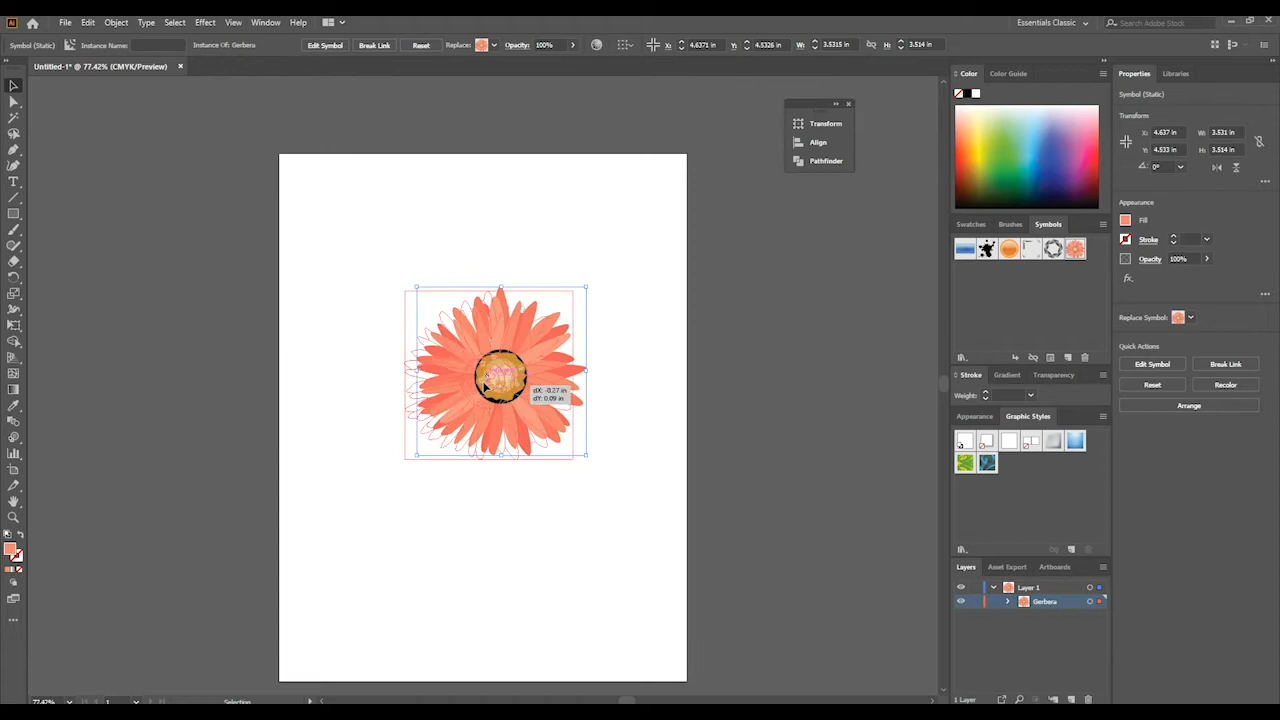 Ai File Edit Object Type Select Effect View Window Help Essentials Classic Search Adobe Stock
Symbol (Static) Instance Name: Instance Of: Gerbera Edit Symbol Break Link Reset Replace: Opacity: 100% X: 4.6371 in Y: 4.5326 in W: 3.5315 in H: 3.514 in
Untitled-1* @ 77.42% (CMYK/Preview)
Color Color Guide
Properties Libraries
Symbol (Static)
Transform
X: 4.637 in W: 3.531 in
Y: 4.533 in H: 3.514 in
0°
Transform
Align
Pathfinder
Appearance
Fill
Stroke
Opacity 100%
fx.
Swatches Brushes Symbols
Replace Symbol:
Quick Actions
Edit Symbol Break Link
Reset Recolor
Arrange
Stroke Gradient Transparency
Weight:
Appearance Graphic Styles
dX: -0.27 in
dY: 0.09 in
Layers Asset Export Artboards
Layer 1
Gerbera
1 Layer
77.42% 1 Selection